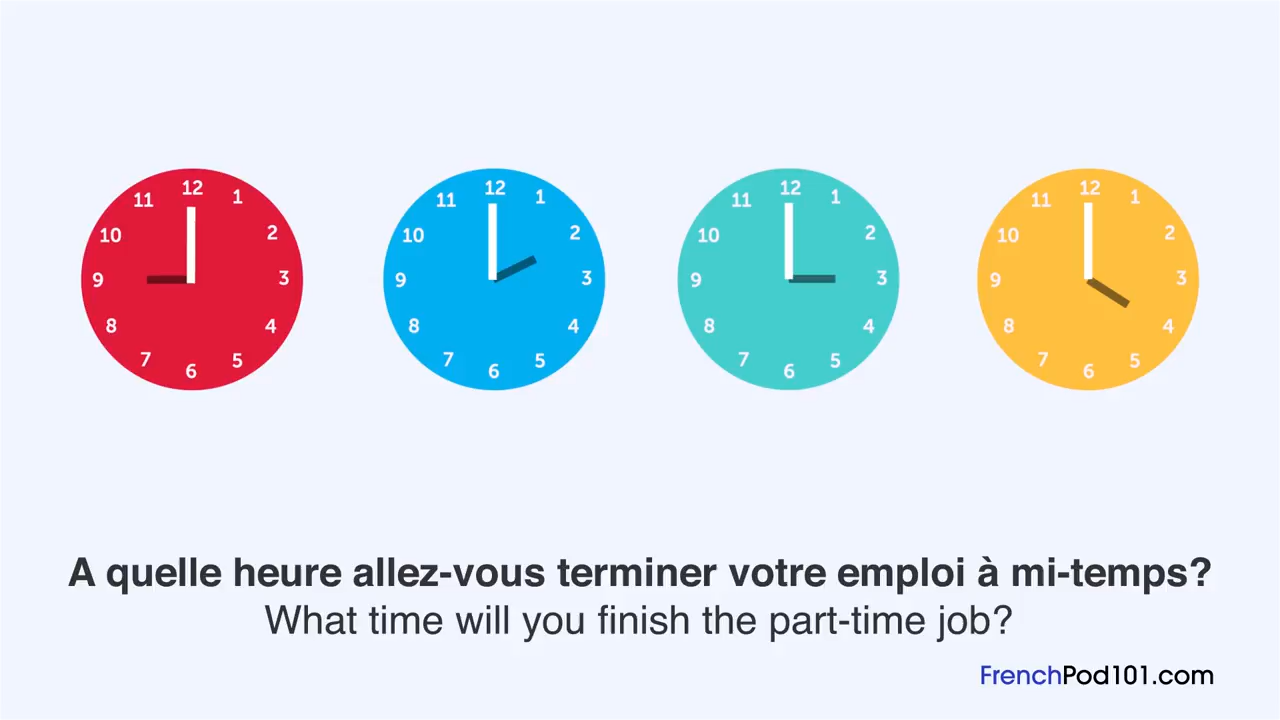 12 12 12 12
11 1 11 1 11 1 11 1
10 2 10 2 10 2 10 2
9 3 9 3 9 3 9 3
8 4 8 4 8 4 8 4
7 5 7 5 7 5 7 5
6 6 6 6
A quelle heure allez-vous terminer votre emploi à mi-temps?
What time will you finish the part-time job?
FrenchPod101.com